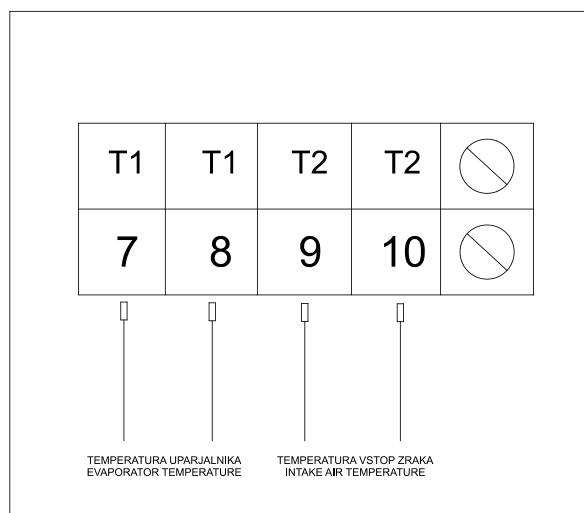 T1 T1 T2 T2
7 8 9 10
TEMPERATURA UPARJALNIKA
EVAPORATOR TEMPERATURE
TEMPERATURA VSTOP ZRAKA
INTAKE AIR TEMPERATURE